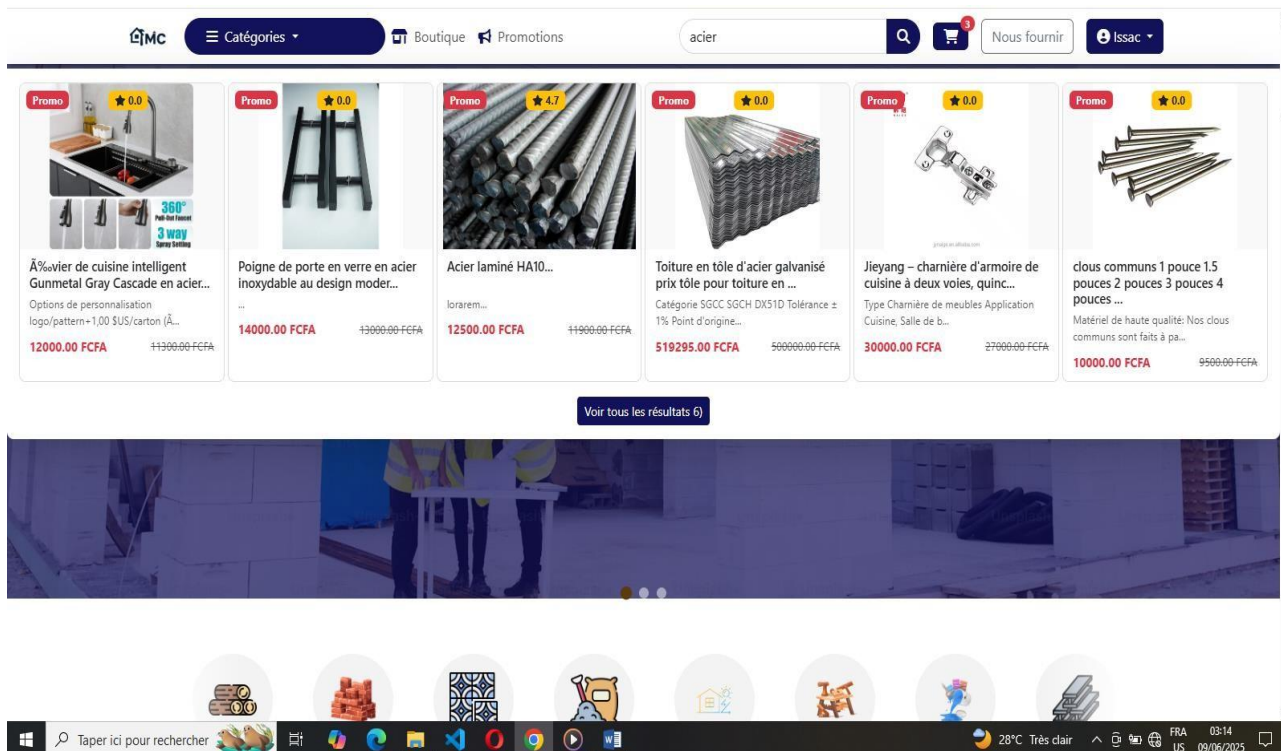 MC
Catégories
Boutique
Promotions
acier
3
Nous fournir
Issac
Promo
0.0
360°
Pull-Out Faucet
3 way
Spray Setting
Ã‰vier de cuisine intelligent
Gunmetal Gray Cascade en acier...
Options de personnalisation
logo/pattern+1,00 $US/carton (Ã...
12000.00 FCFA
11300.00 FCFA
Promo
0.0
Poigne de porte en verre en acier
inoxydable au design moder...
...
14000.00 FCFA
13000.00 FCFA
Promo
4.7
Acier laminé HA10...
lorarem...
12500.00 FCFA
11900.00 FCFA
Promo
0.0
Toiture en tôle d'acier galvanisé
prix tôle pour toiture en ...
Catégorie SGCC SGCH DX51D Tolérance ±
1% Point d'origine...
519295.00 FCFA
500000.00 FCFA
Promo
0.0
Jieyang – charnière d'armoire de
cuisine à deux voies, quinc...
Type Charnière de meubles Application
Cuisine, Salle de b...
30000.00 FCFA
27000.00 FCFA
Promo
0.0
clous communs 1 pouce 1.5
pouces 2 pouces 3 pouces 4
pouces ...
Matériel de haute qualité: Nos clous
communs sont faits à pa...
10000.00 FCFA
9500.00 FCFA
Voir tous les résultats 6)
Taper ici pour rechercher
28°C Très clair
FRA
US
03:14
09/06/2025